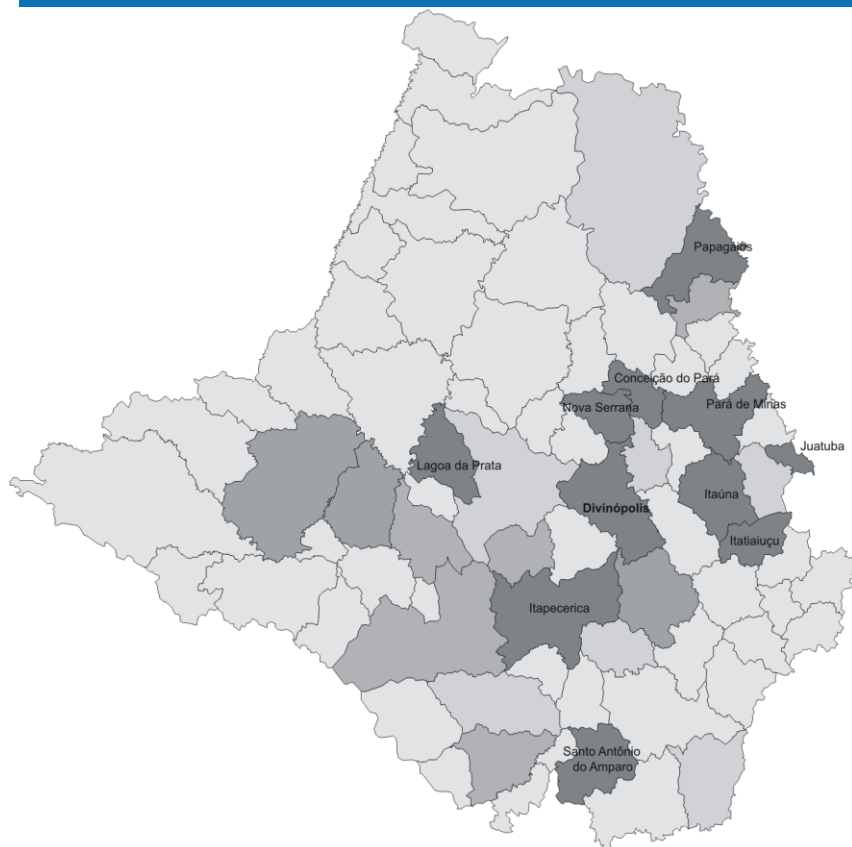 Papagáios
Conceição do Pará
Nova Serrana
Pará de Minas
Juatuba
Lagoa da Prata
Itaúna
Divinópolis
Itatiaiuçu
Itapecerica
Santo Antônio
do Amparo